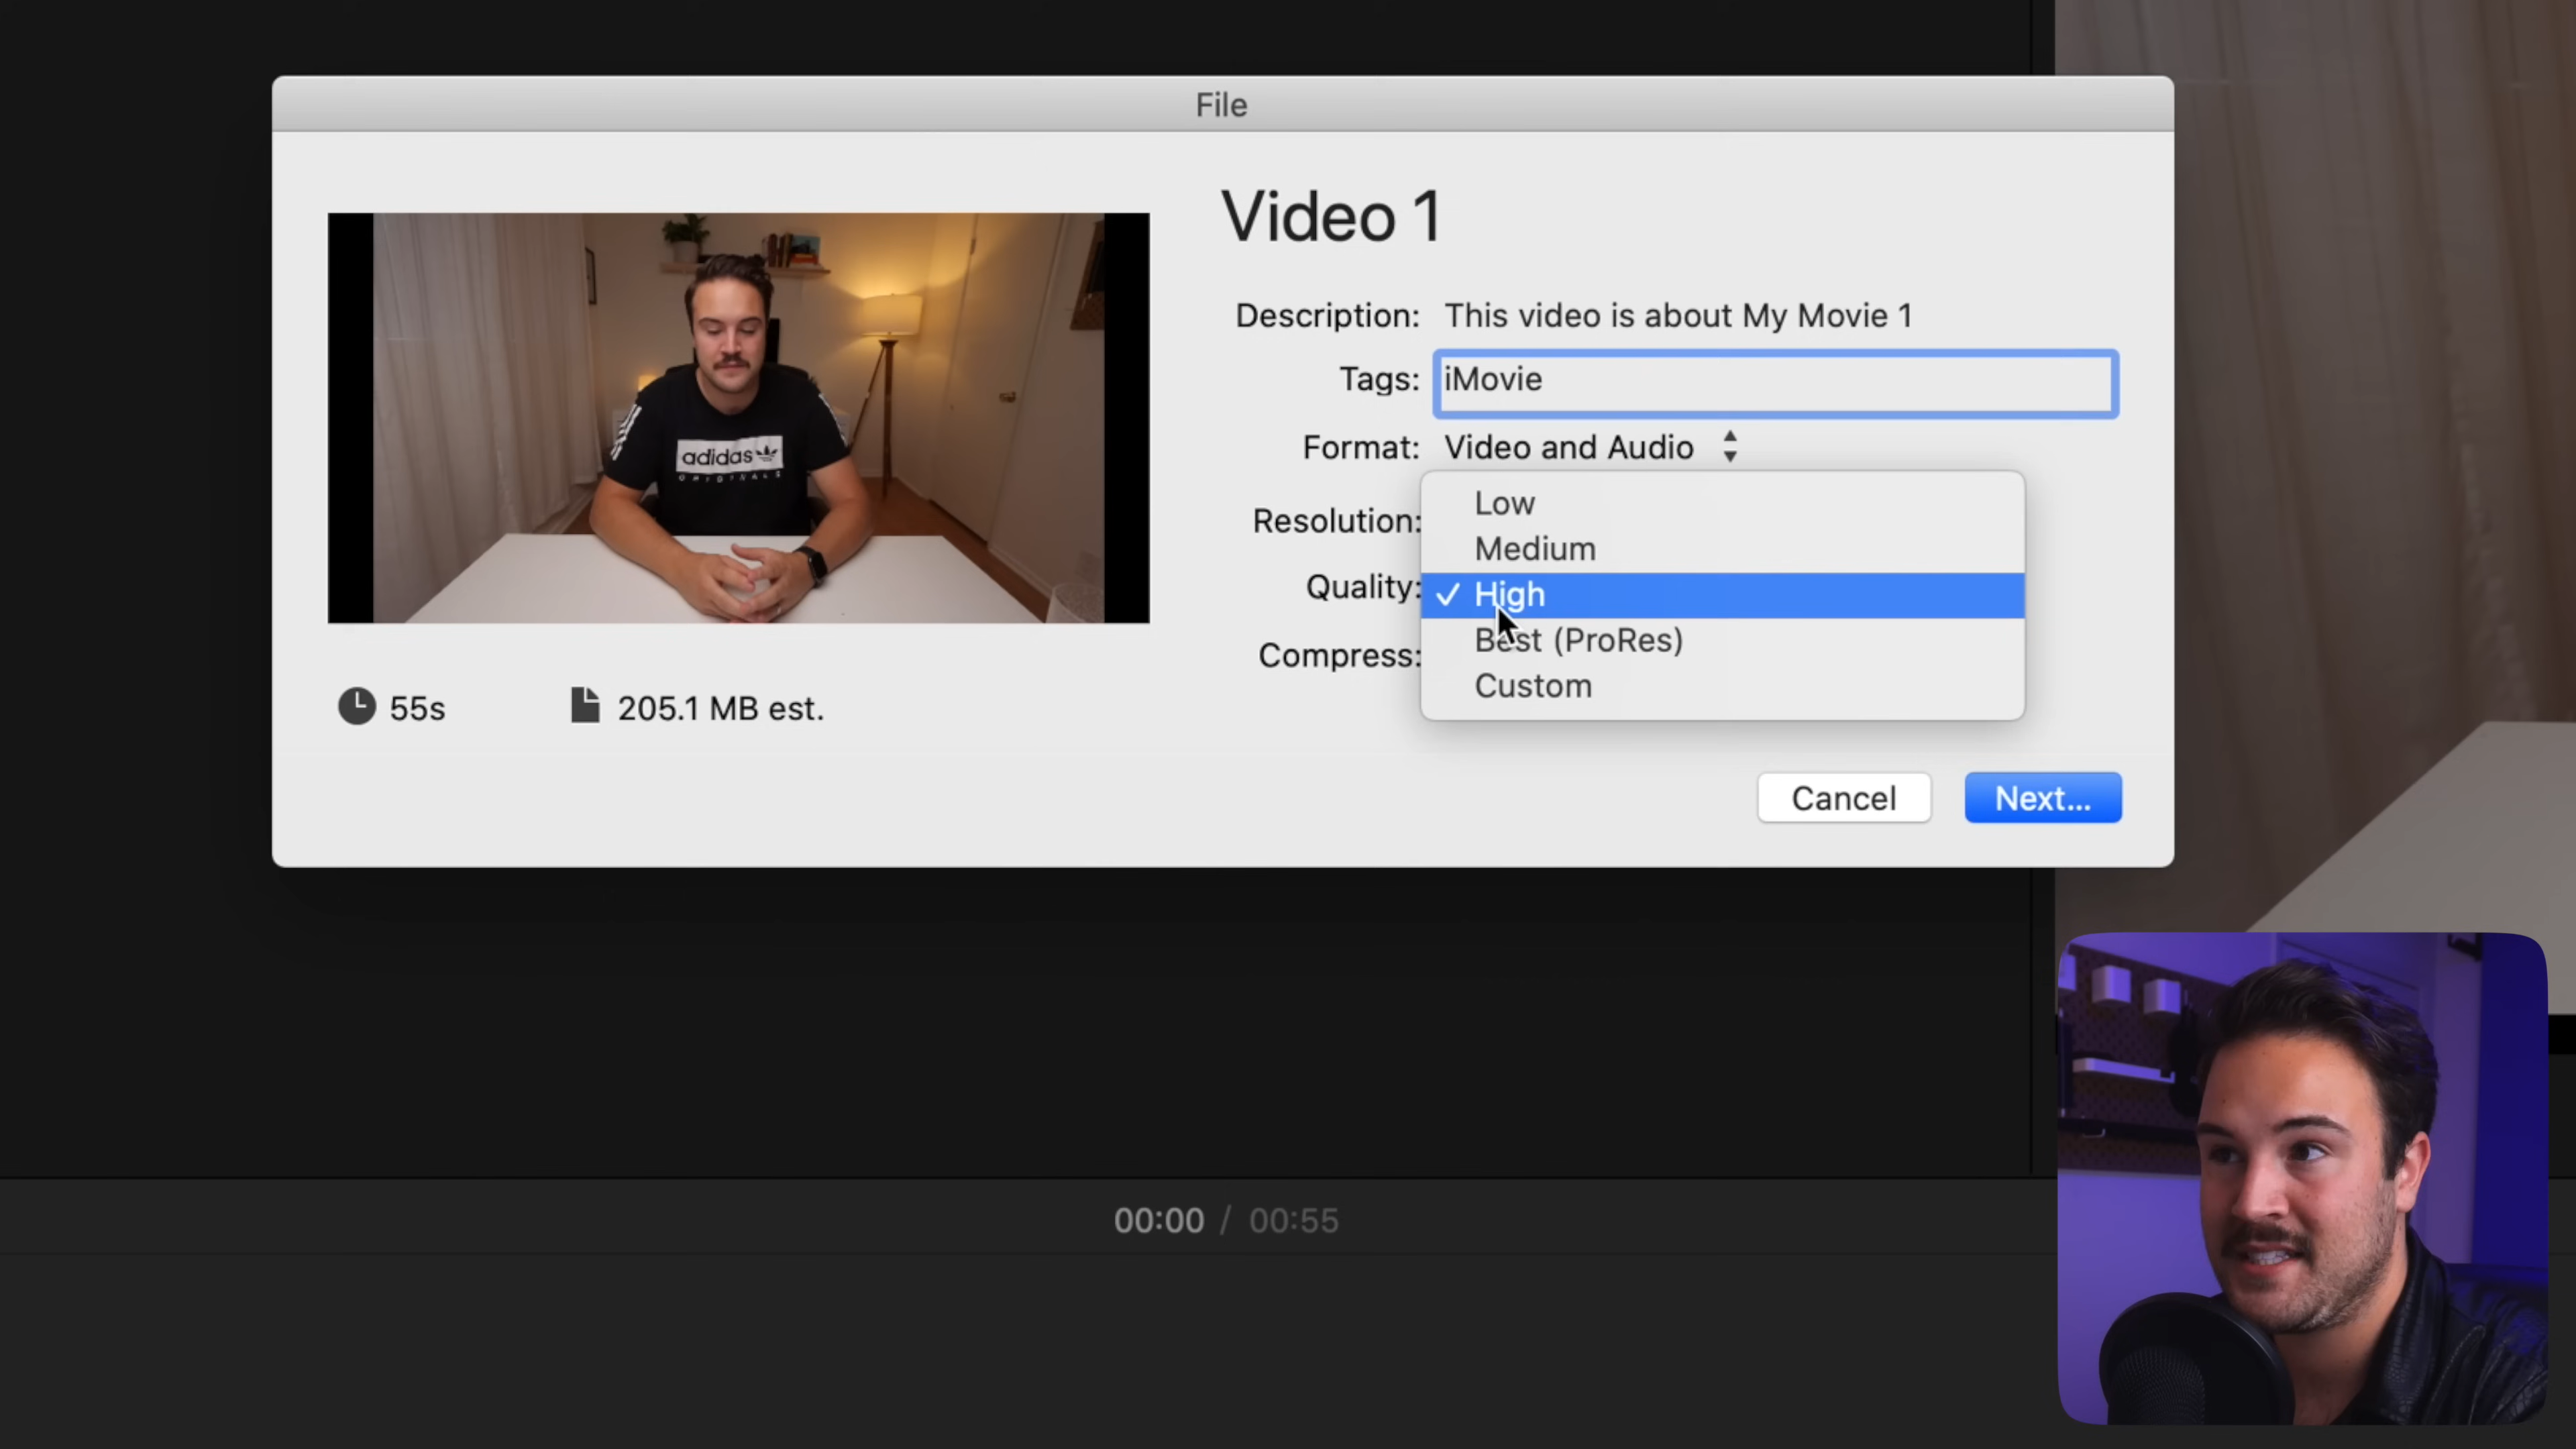 File
Video 1
Description: This video is about My Movie 1
Tags: iMovie
Format: Video and Audio
Resolution:
Quality:
Compress:
Low
Medium
✓ High
Best (ProRes)
Custom
adidas
ORIGINALS
55s
205.1 MB est.
Cancel
Next...
00:00 / 00:55